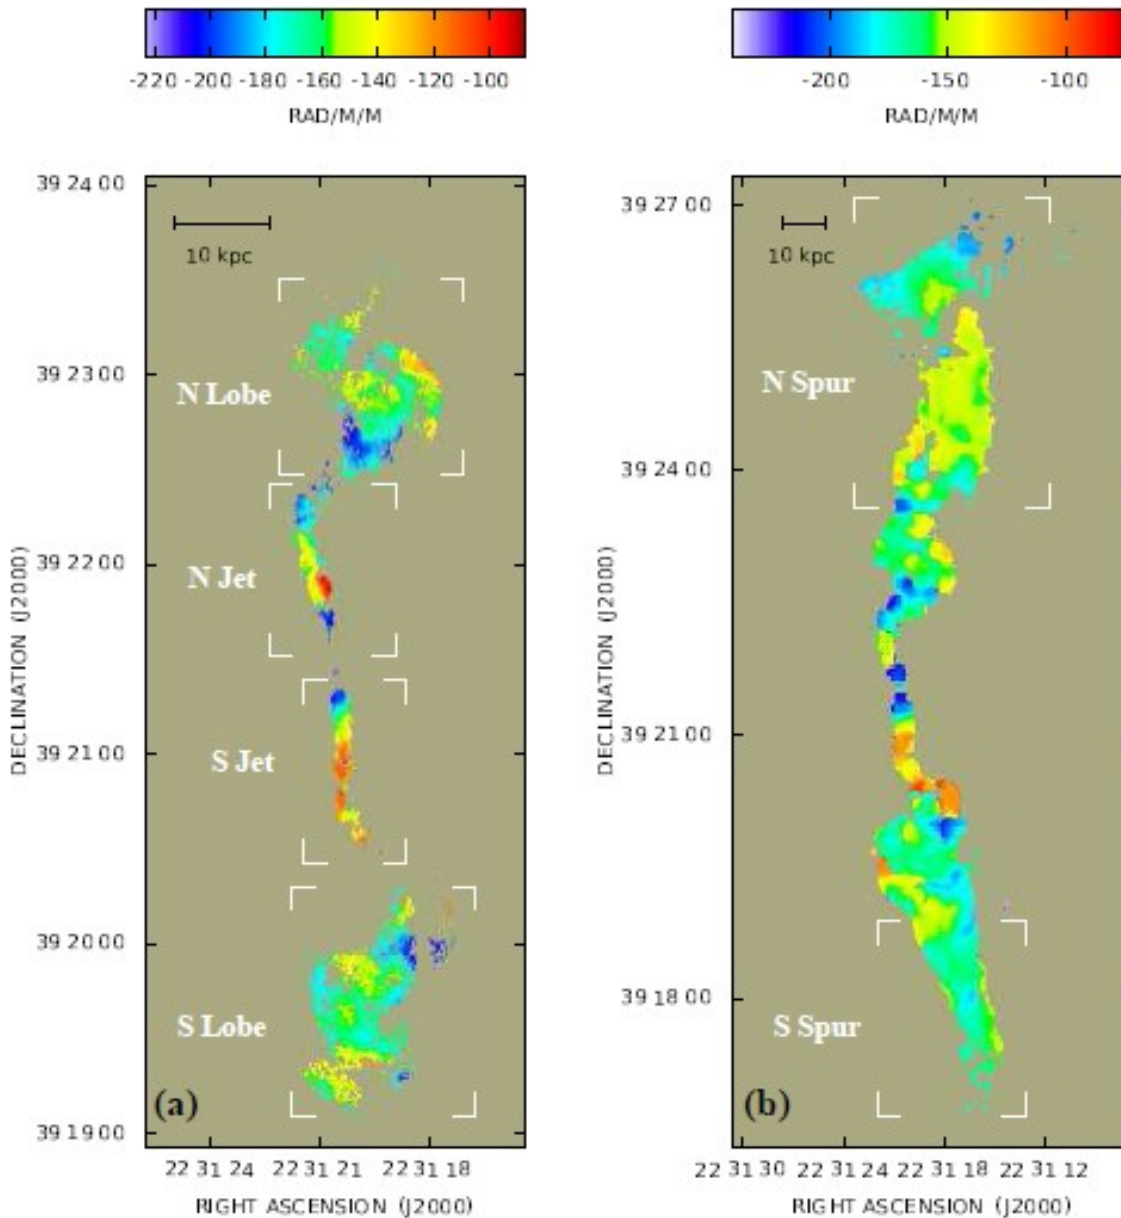 -220 -200 -180 -160 -140 -120 -100
RAD/M/M
39 24 00
39 23 00
39 22 00
39 21 00
39 20 00
39 19 00
DECLINATION (J2000)
10 kpc
N Lobe
N Jet
S Jet
S Lobe
(a)
22 31 24 22 31 21 22 31 18
RIGHT ASCENSION (J2000)
-200 -150 -100
RAD/M/M
39 27 00
39 24 00
39 21 00
39 18 00
DECLINATION (J2000)
10 kpc
N Spur
S Spur
(b)
22 31 30 22 31 24 22 31 18 22 31 12
RIGHT ASCENSION (J2000)